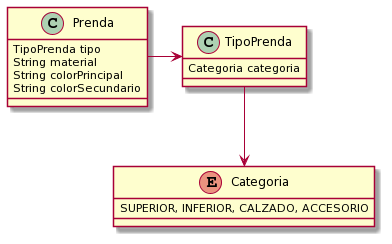 C Prenda
TipoPrenda tipo
String material
String colorPrincipal
String colorSecundario
C TipoPrenda
Categoria categoria
E Categoria
SUPERIOR, INFERIOR, CALZADO, ACCESORIO